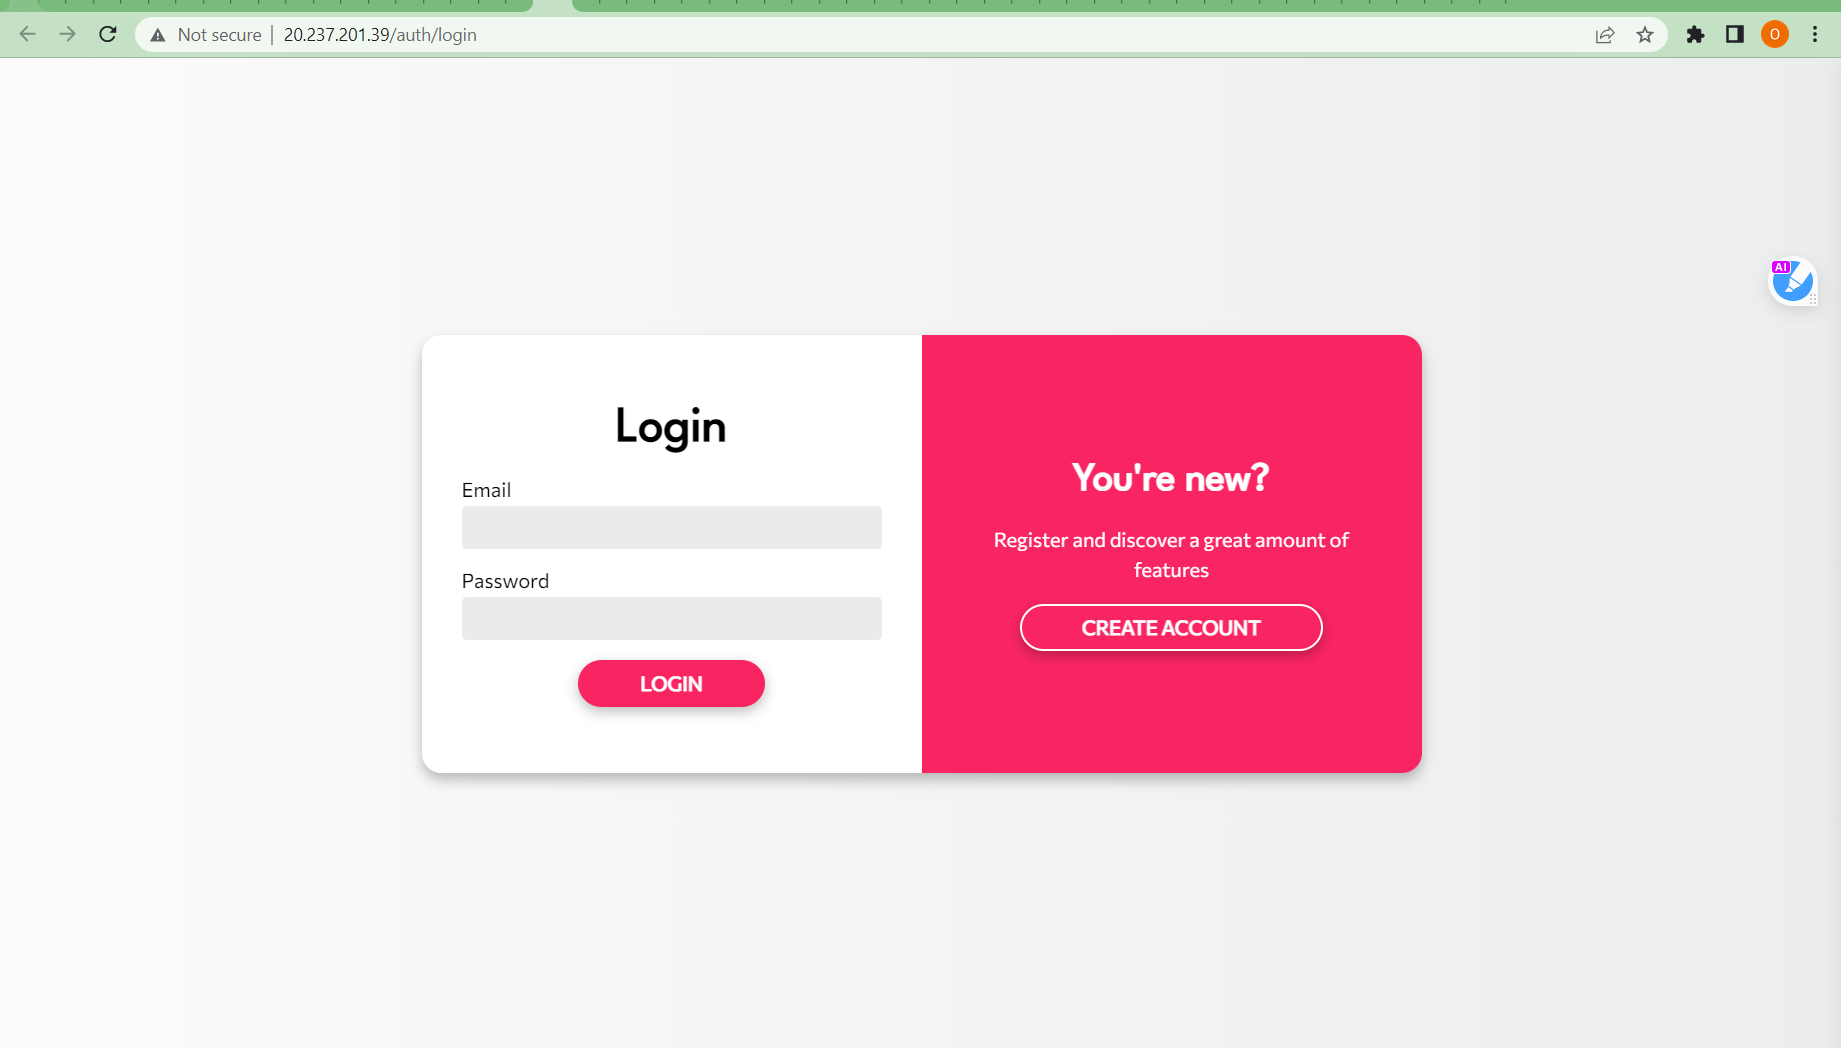 Not secure | 20.237.201.39/auth/login
O
AI
Login
Email
Password
LOGIN
You're new?
Register and discover a great amount of
features
CREATE ACCOUNT